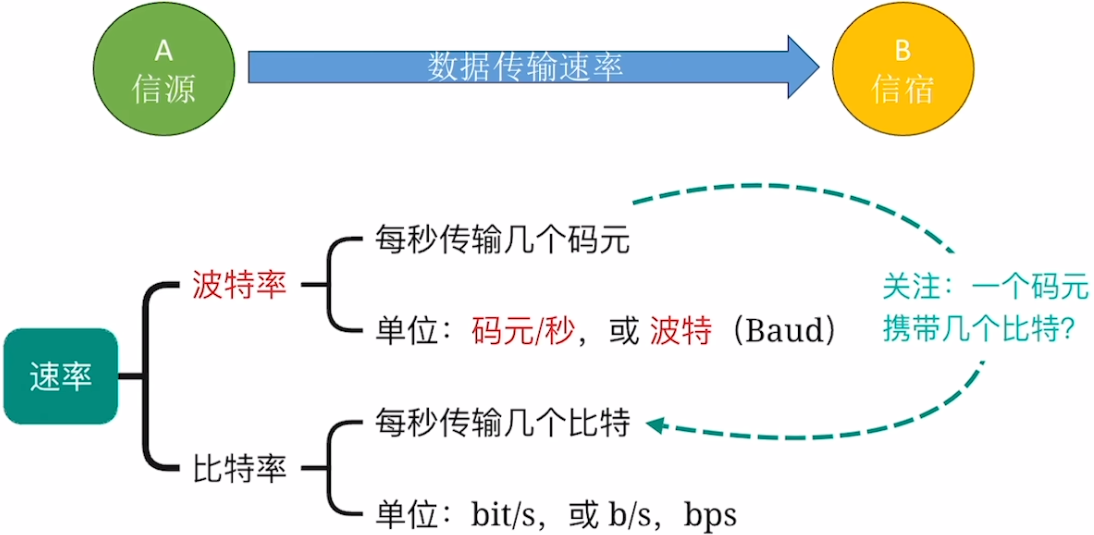 A
信源
数据传输速率
B
信宿
每秒传输几个码元
波特率
单位：码元/秒，或 波特（Baud）
关注：一个码元
携带几个比特？
速率
每秒传输几个比特
比特率
单位：bit/s，或 b/s，bps